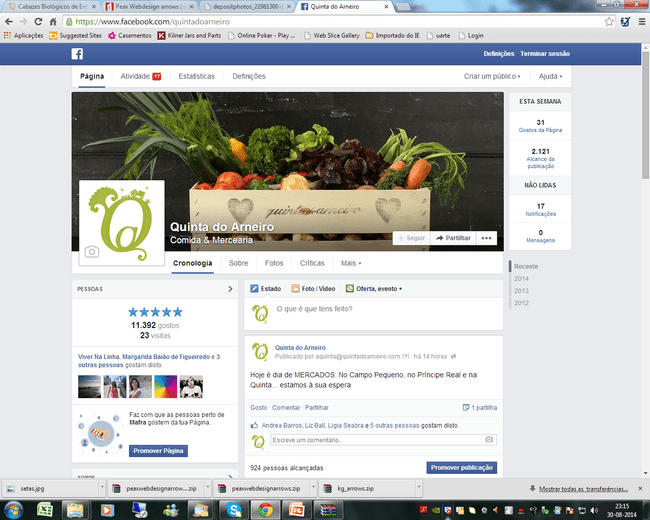 Cabazes Biológicos de En
Peax Webdesign arrows |
depositphotos_22981300
Quinta do Arneiro
https://www.facebook.com/quintadoarneiro
Aplicações
Suggested Sites
Casamentos
Kilner Jars and Parts
Online Poker - Play ...
Web Slice Gallery
Importado do IE
uarte
Login
Definições
Terminar sessão
Página
Atividade 17
Estatísticas
Definições
Criar um público
Ajuda
quinta do arneiro
Quinta do Arneiro
Comida & Mercearia
+ Seguir
Partilhar
•••
Cronologia
Sobre
Fotos
Críticas
Mais
ESTA SEMANA
31
Gostos da Página
2.121
Alcance da
publicação
NÃO LIDAS
17
Notificações
0
Mensagens
Recente
2014
2013
2012
PESSOAS
11.392 gostos
23 visitas
Viver Na Linha, Margarida Baião de Figueiredo e 3
outras pessoas gostam disto.
Faz com que as pessoas perto de
Mafra gostem da tua Página.
Promover Página
SOBRE
Estado
Foto / Vídeo
Oferta, evento +
O que é que tens feito?
Quinta do Arneiro
Publicado por aquinta@quintadoarneiro.com (?) · há 14 horas
Hoje é dia de MERCADOS: No Campo Pequeno, no Príncipe Real e na
Quinta... estamos à sua espera
Gosto · Comentar · Partilhar
1 partilha
Andrea Barros, Liz Ball, Ligia Seabra e 5 outras pessoas gostam disto.
Escreve um comentário...
924 pessoas alcançadas
Promover publicação
setas.jpg
peaxwebdesignarrow....zip
peaxwebdesignarrows.zip
kg_arrows.zip
Mostrar todas as transferências...
PT
23:15
30-08-2014